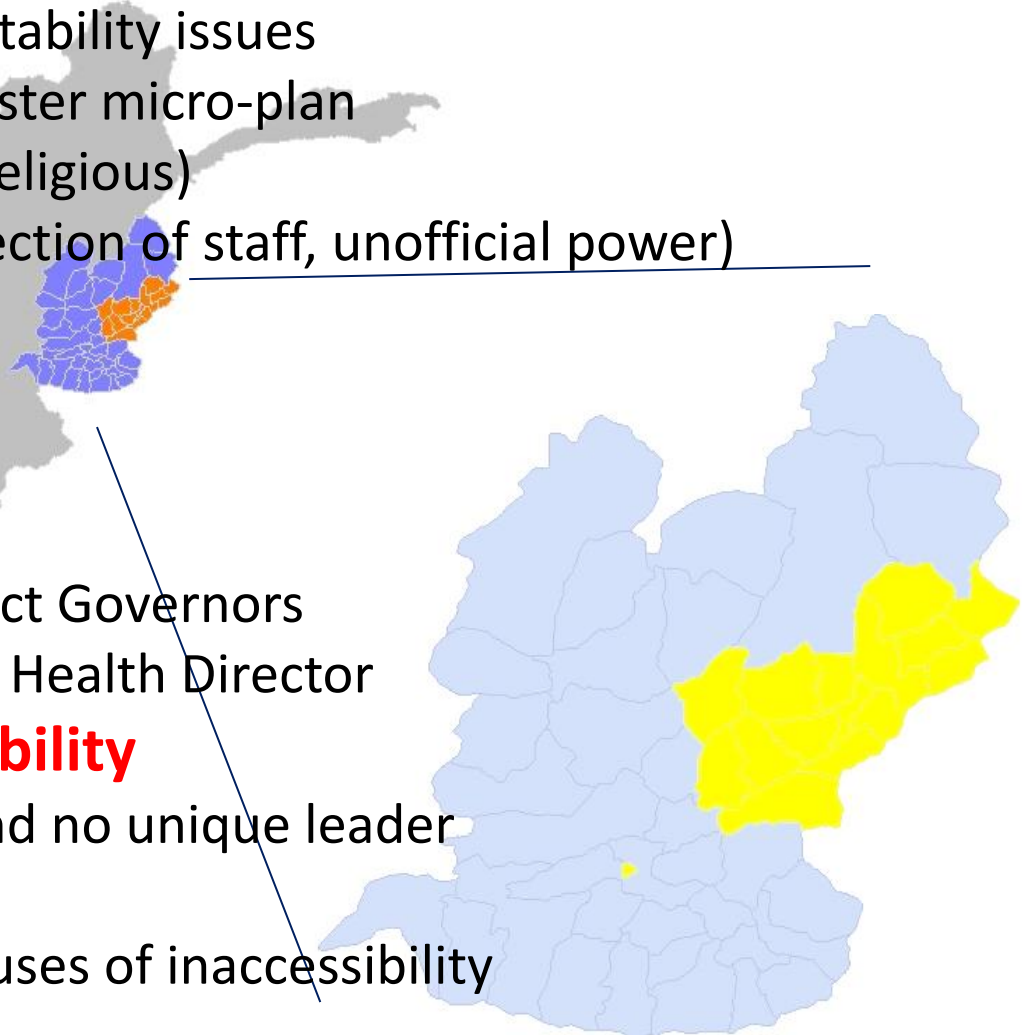 tability issues
ster micro-plan
eligious)
ection of staff, unofficial power)
ct Governors
Health Director
bility
nd no unique leader
uses of inaccessibility